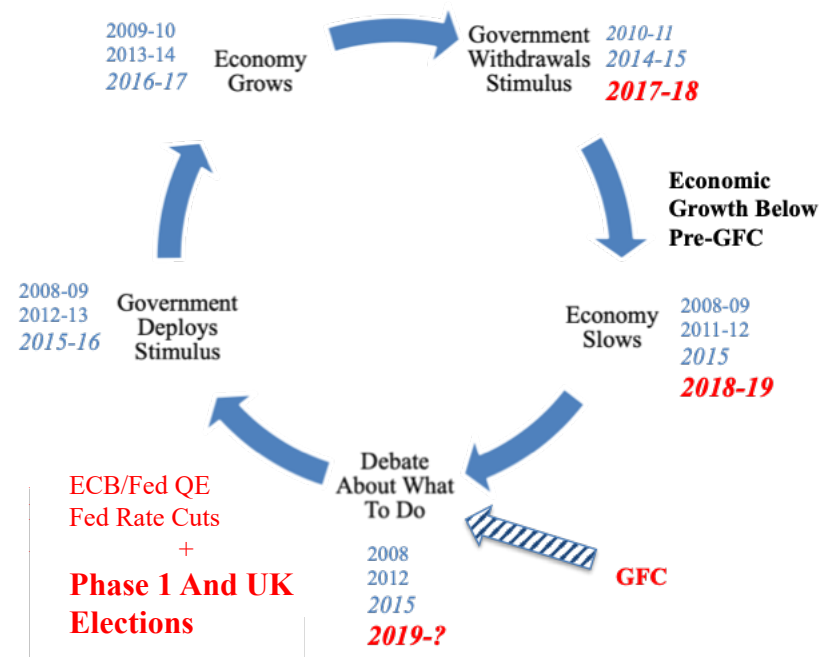 2009-10
2013-14
2016-17
Economy
Grows
Government
Withdrawals
Stimulus
2010-11
2014-15
2017-18
Economic
Growth Below
Pre-GFC
Economy
Slows
2008-09
2011-12
2015
2018-19
Debate
About What
To Do
2008
2012
2015
2019-?
GFC
ECB/Fed QE
Fed Rate Cuts
+
Phase 1 And UK
Elections
2008-09
2012-13
2015-16
Government
Deploys
Stimulus